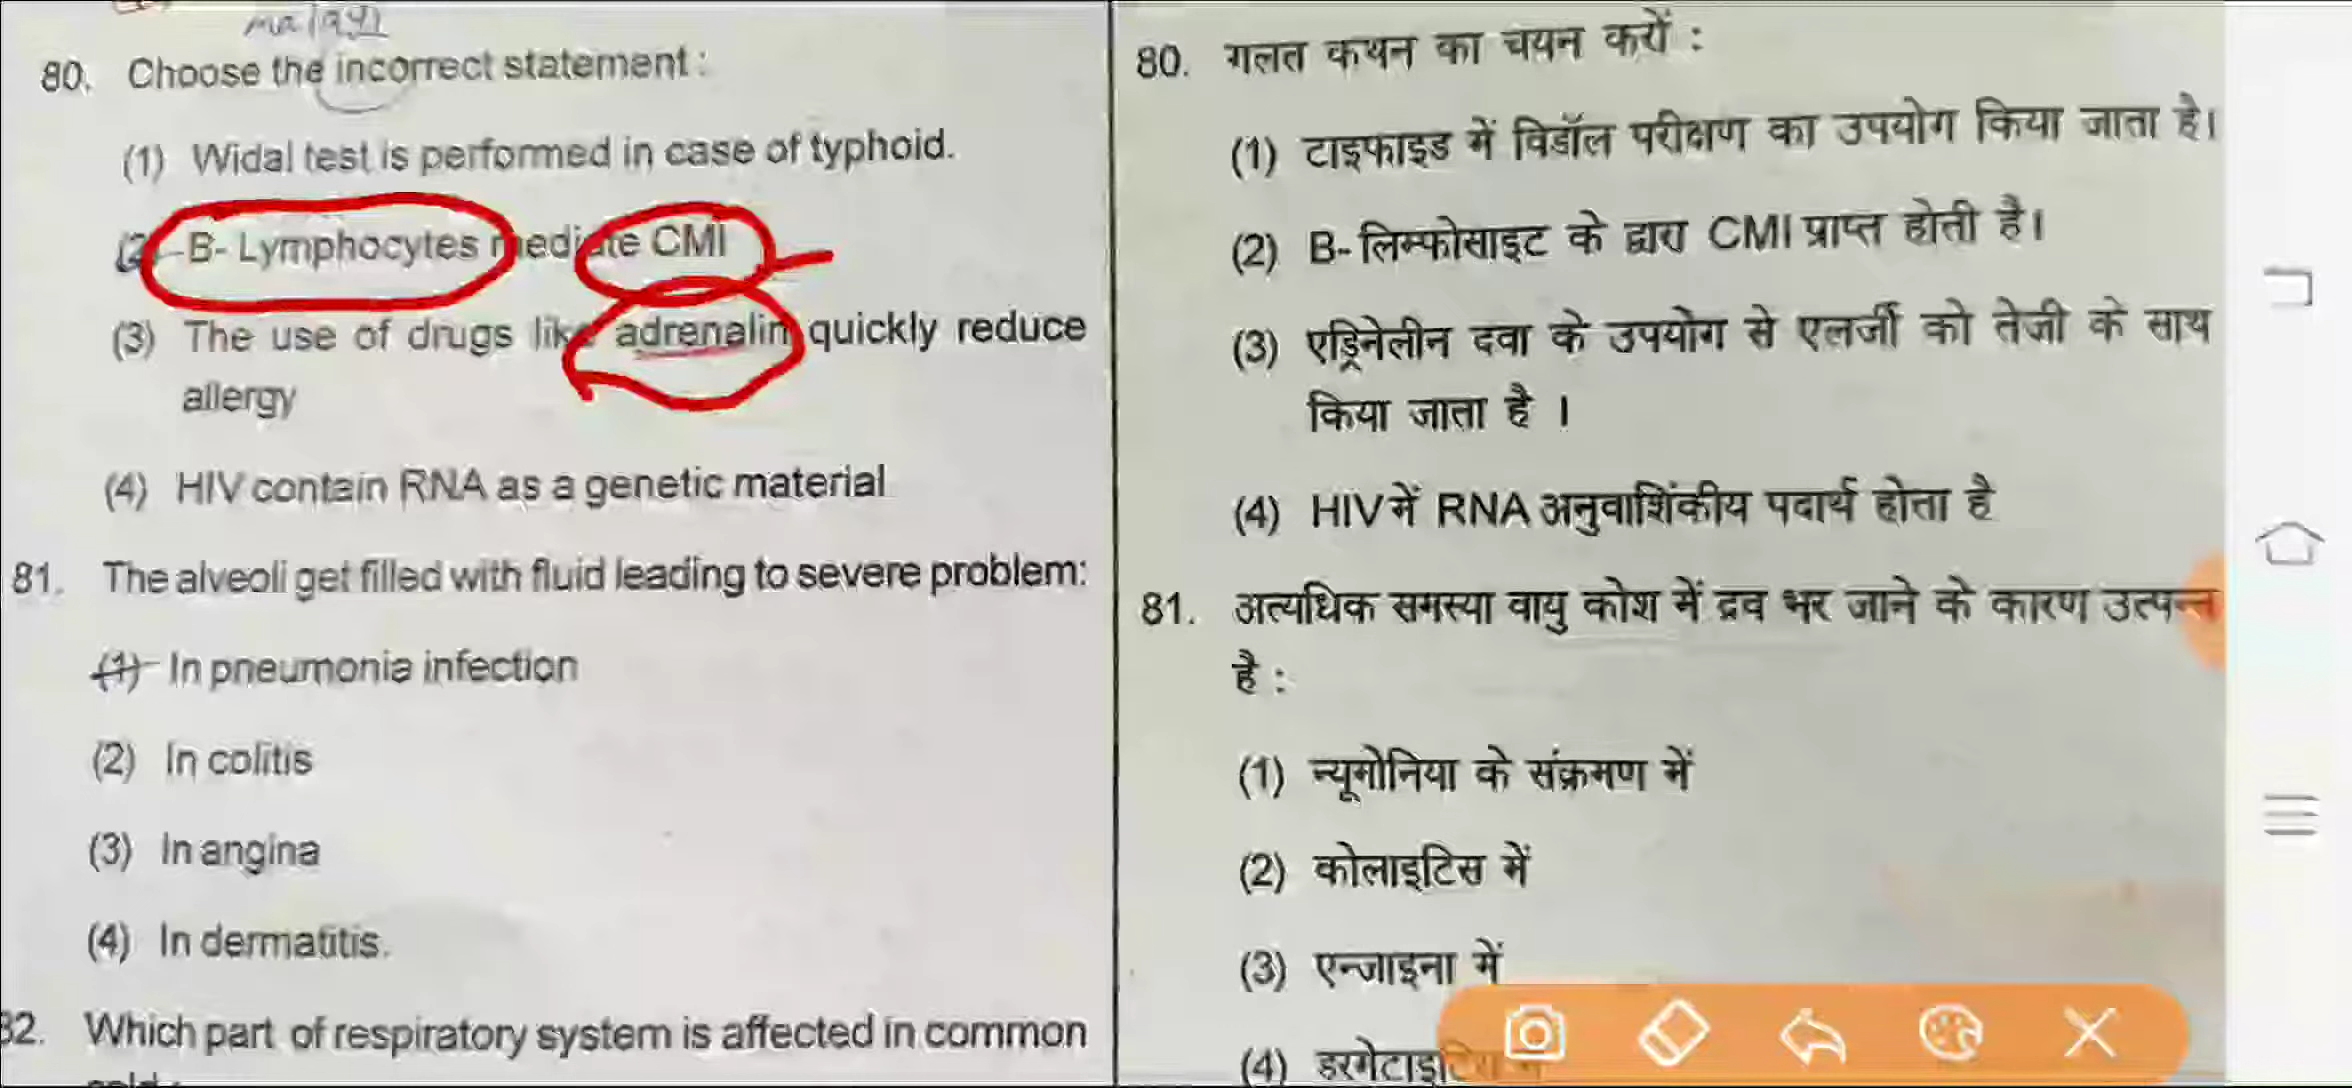 80. Choose the incorrect statement :
(1) Widal test is performed in case of typhoid.
(2) B- Lymphocytes mediate CMI
(3) The use of drugs like adrenalin quickly reduce
allergy
(4) HIV contain RNA as a genetic material
81. The alveoli get filled with fluid leading to severe problem:
(1) In pneumonia infection
(2) In colitis
(3) In angina
(4) In dermatitis.
82. Which part of respiratory system is affected in common
80. गलत कथन का चयन करों :
(1) टाइफाइड में विडॉल परीक्षण का उपयोग किया जाता है।
(2) B- लिम्फोसाइट के द्वारा CMI प्राप्त होती है।
(3) एड्रिनेलीन दवा के उपयोग से एलर्जी को तेजी के साथ
किया जाता है ।
(4) HIV में RNA अनुवाशिंकीय पदार्थ होता है
81. अत्यधिक समस्या वायु कोश में द्रव भर जाने के कारण उत्पन्न
है :
(1) न्यूमोनिया के संक्रमण में
(2) कोलाइटिस में
(3) एन्जाइना में
(4)